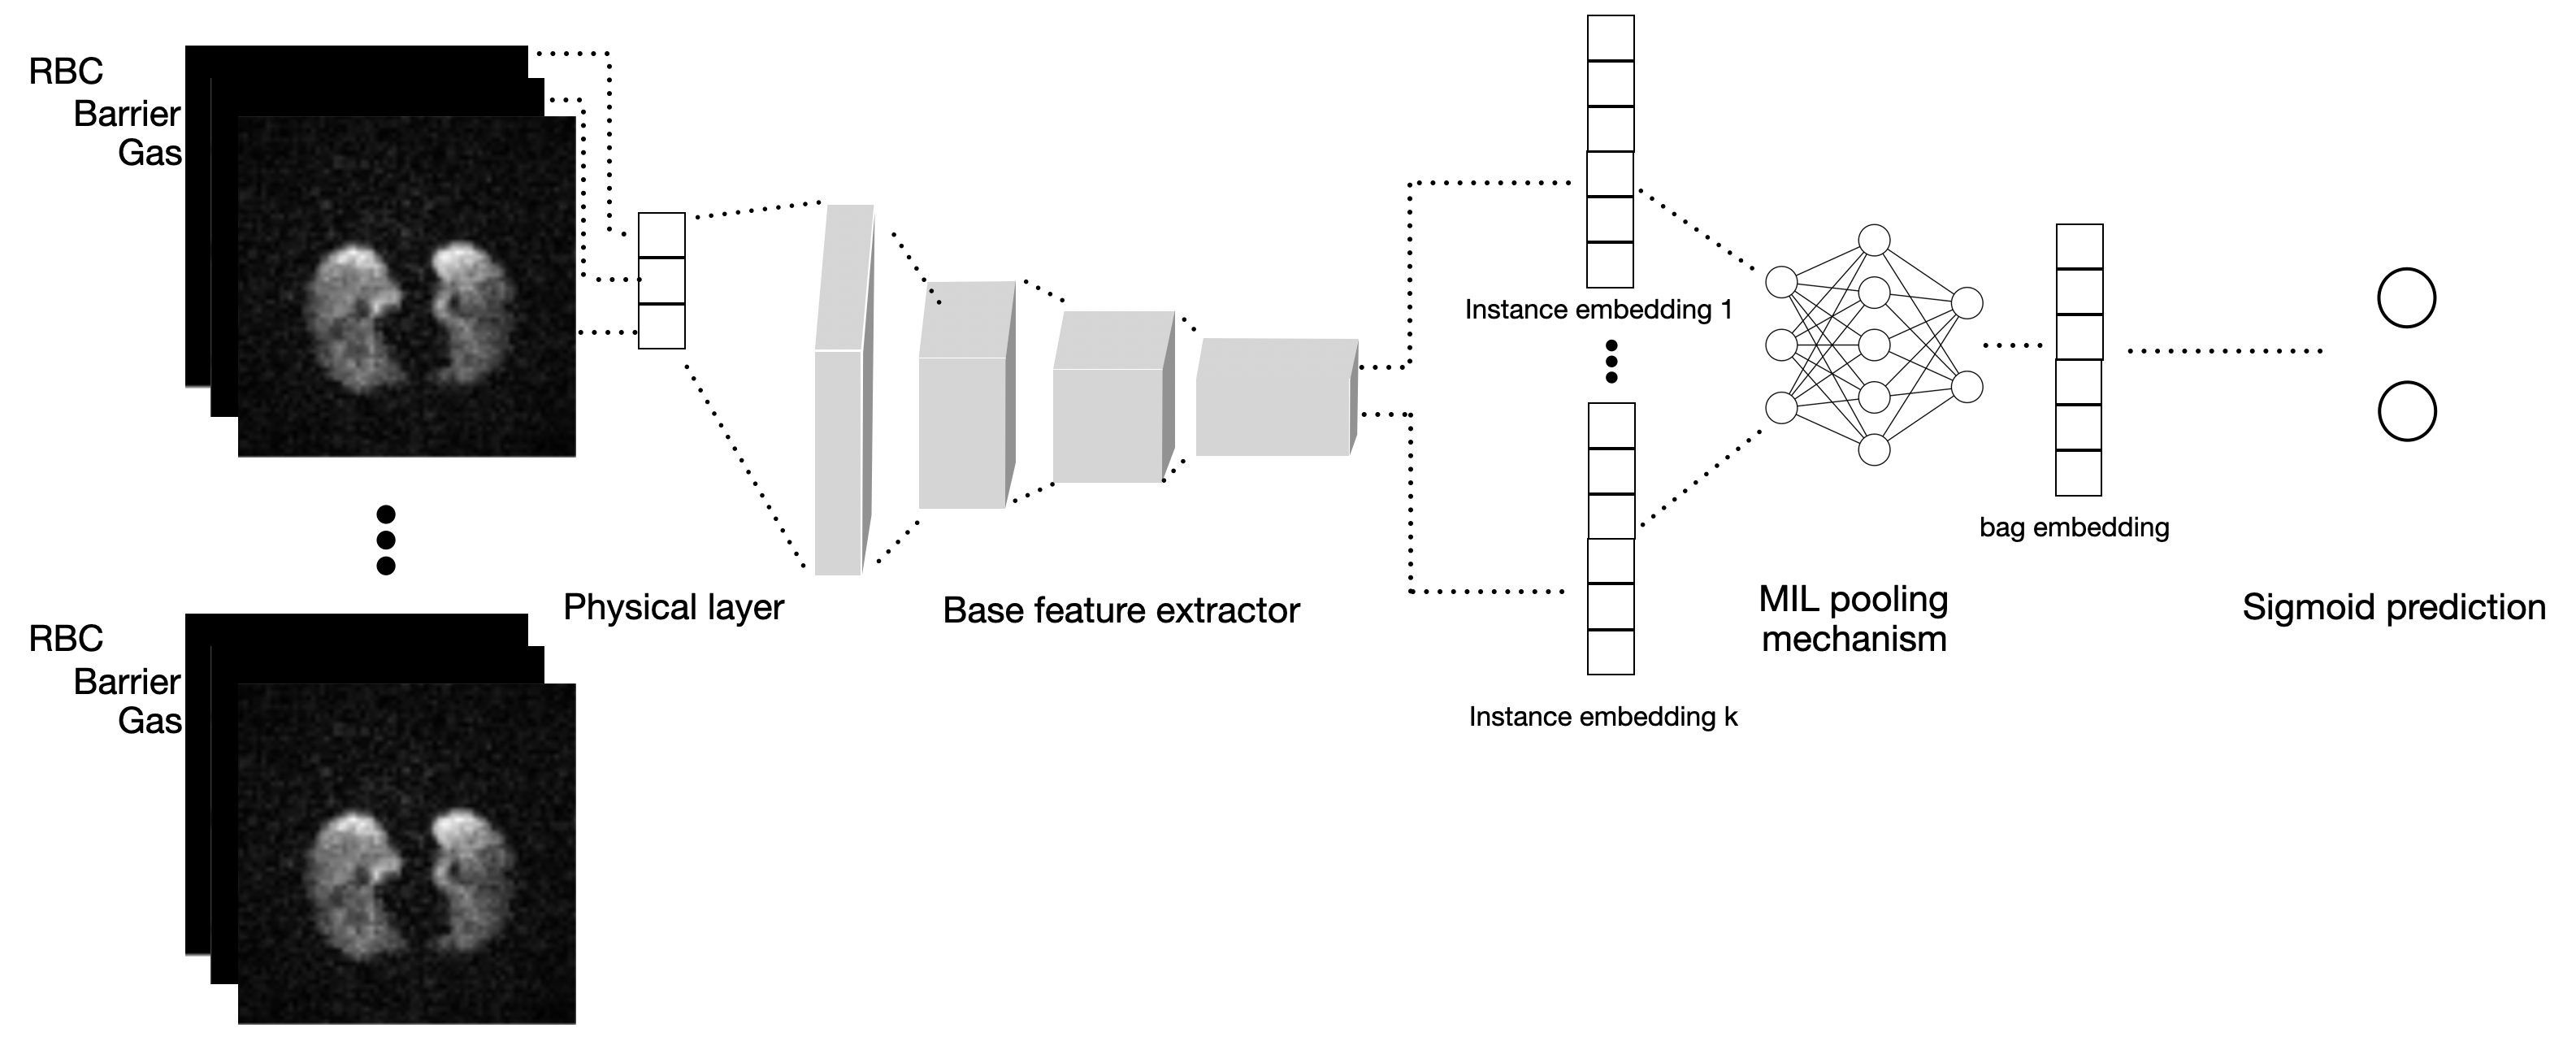 RBC
Barrier
Gas
Instance embedding 1
bag embedding
Physical layer
Base feature extractor
MIL pooling
mechanism
Sigmoid prediction
RBC
Barrier
Gas
Instance embedding k